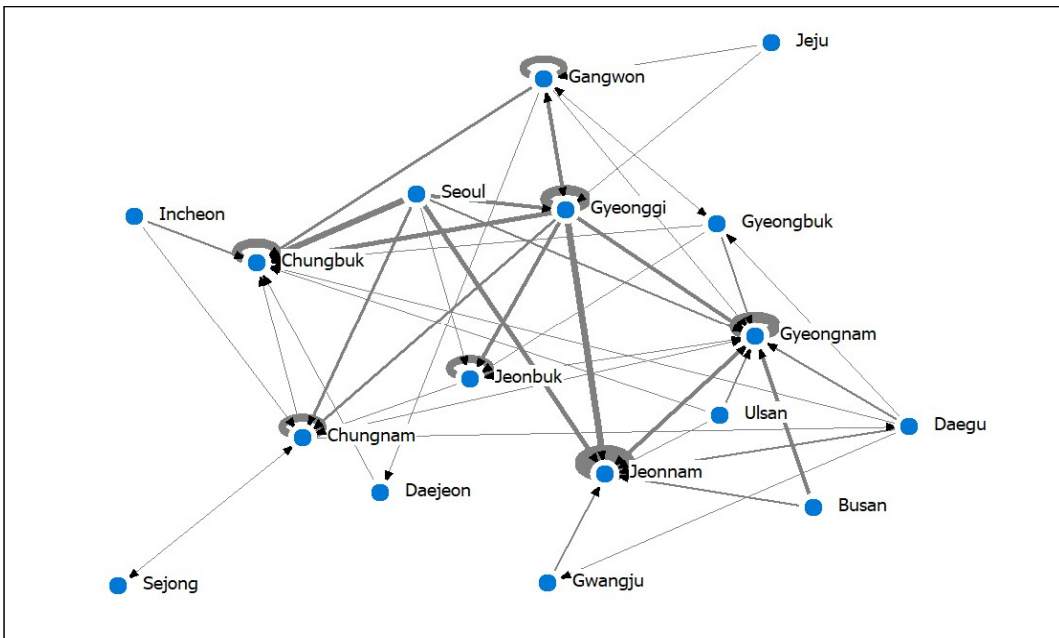 Jeju
Gangwon
Seoul
Gyeonggi
Incheon
Gyeongbuk
Chungbuk
Gyeongnam
Jeonbuk
Ulsan
Daegu
Chungnam
Jeonnam
Daejeon
Busan
Sejong
Gwangju